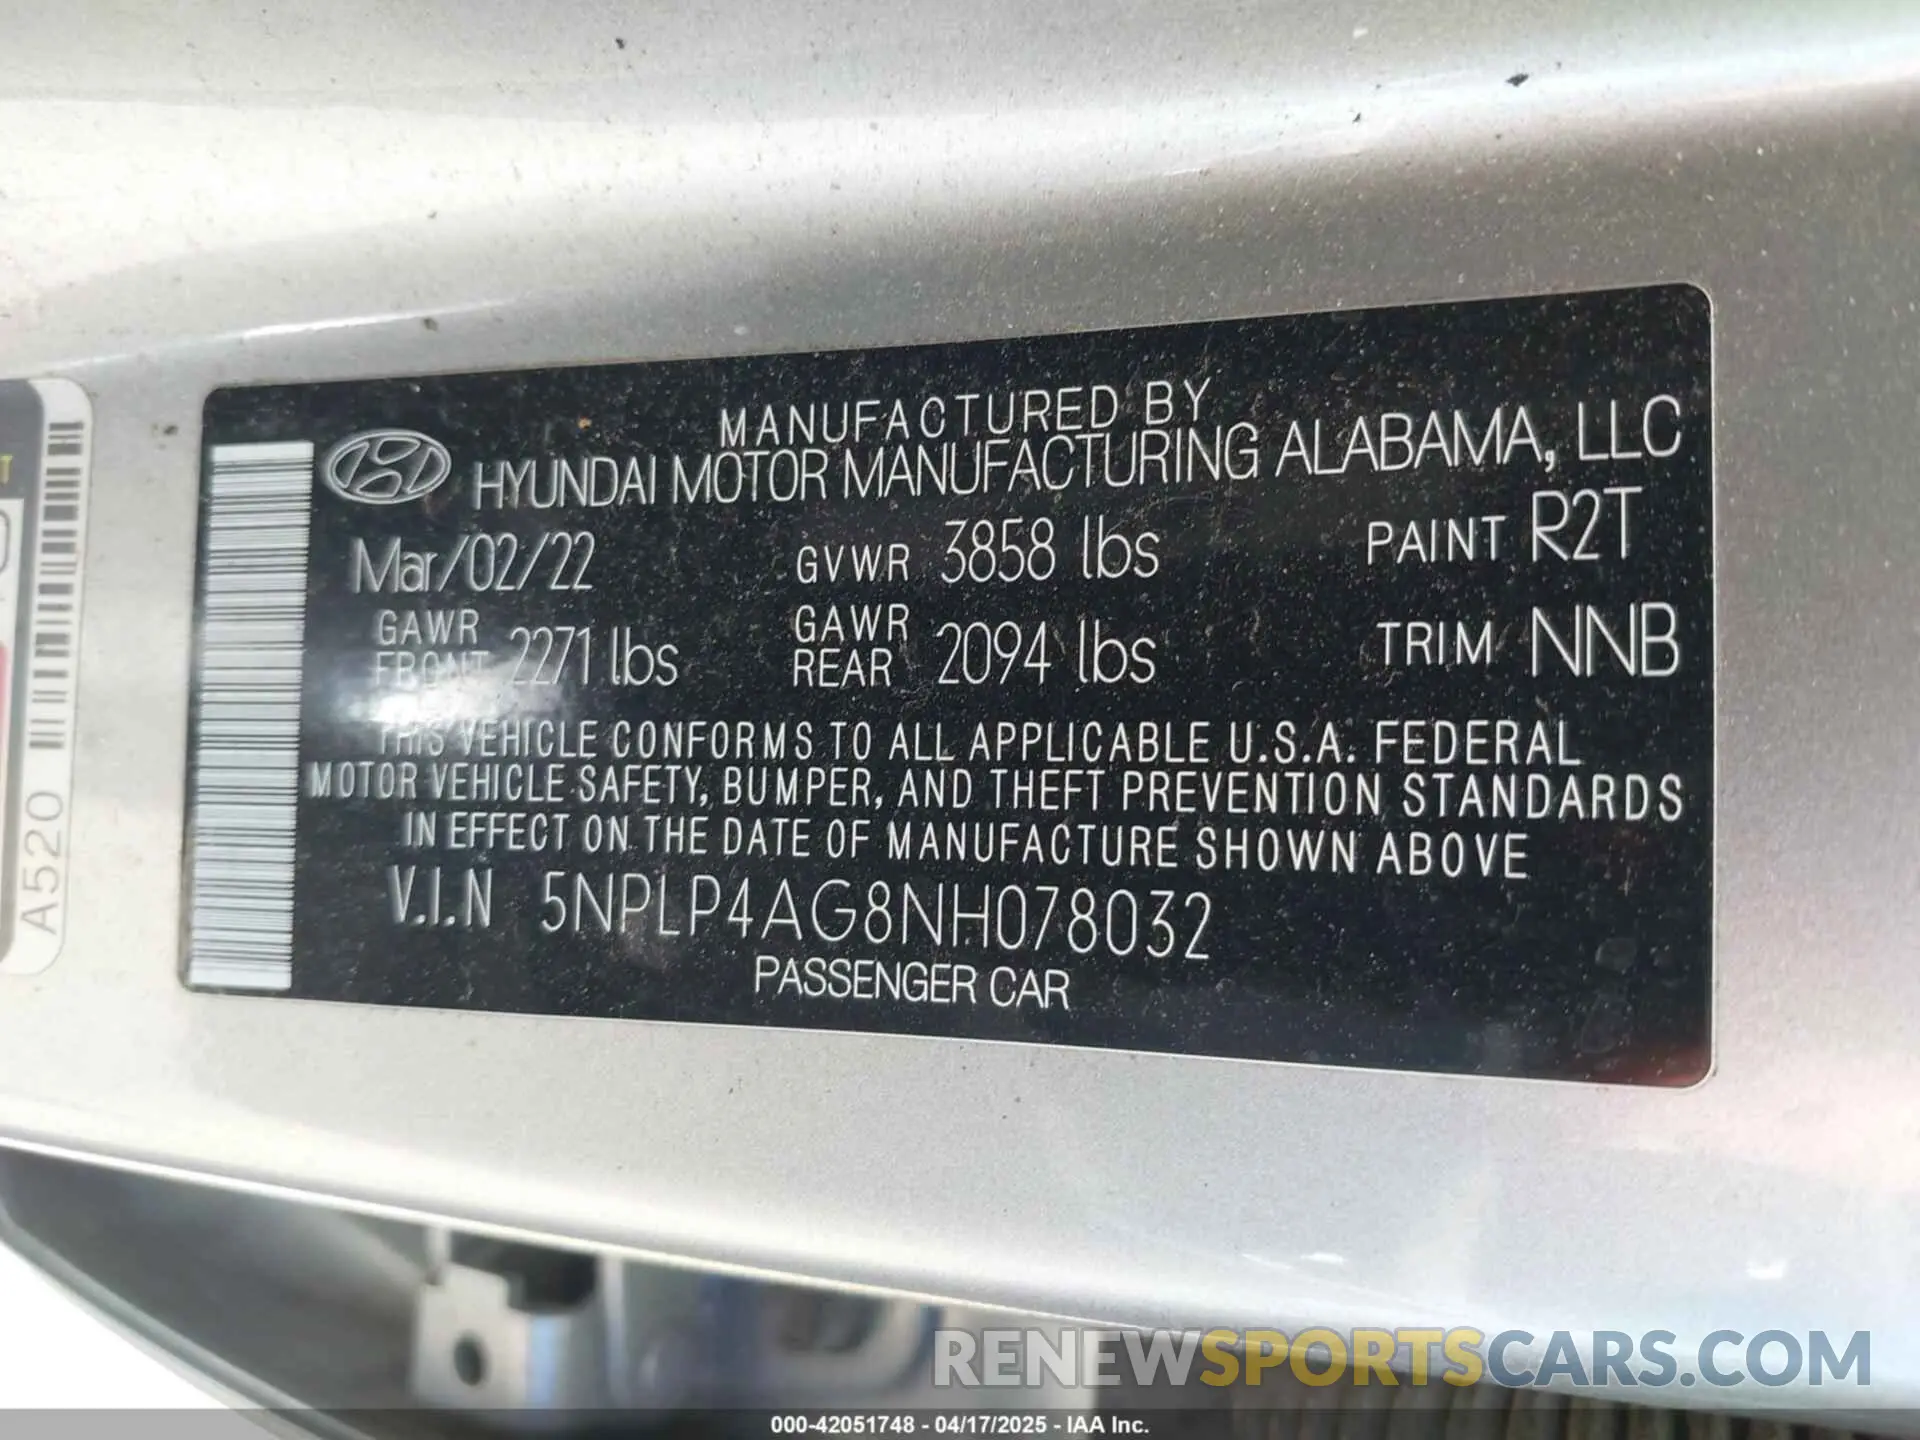 MANUFACTURED BY
HYUNDAI MOTOR MANUFACTURING ALABAMA, LLC
Mar/02/22 GVWR 3858 lbs PAINT R2T
GAWR FRONT 2271 lbs GAWR REAR 2094 lbs TRIM NNB
THIS VEHICLE CONFORMS TO ALL APPLICABLE U.S.A. FEDERAL
MOTOR VEHICLE SAFETY, BUMPER, AND THEFT PREVENTION STANDARDS
IN EFFECT ON THE DATE OF MANUFACTURE SHOWN ABOVE
V.I.N 5NPLP4AG8NH078032
PASSENGER CAR
A520
RENEWSPORTSCARS.COM
000-42051748 - 04/17/2025 - IAA Inc.